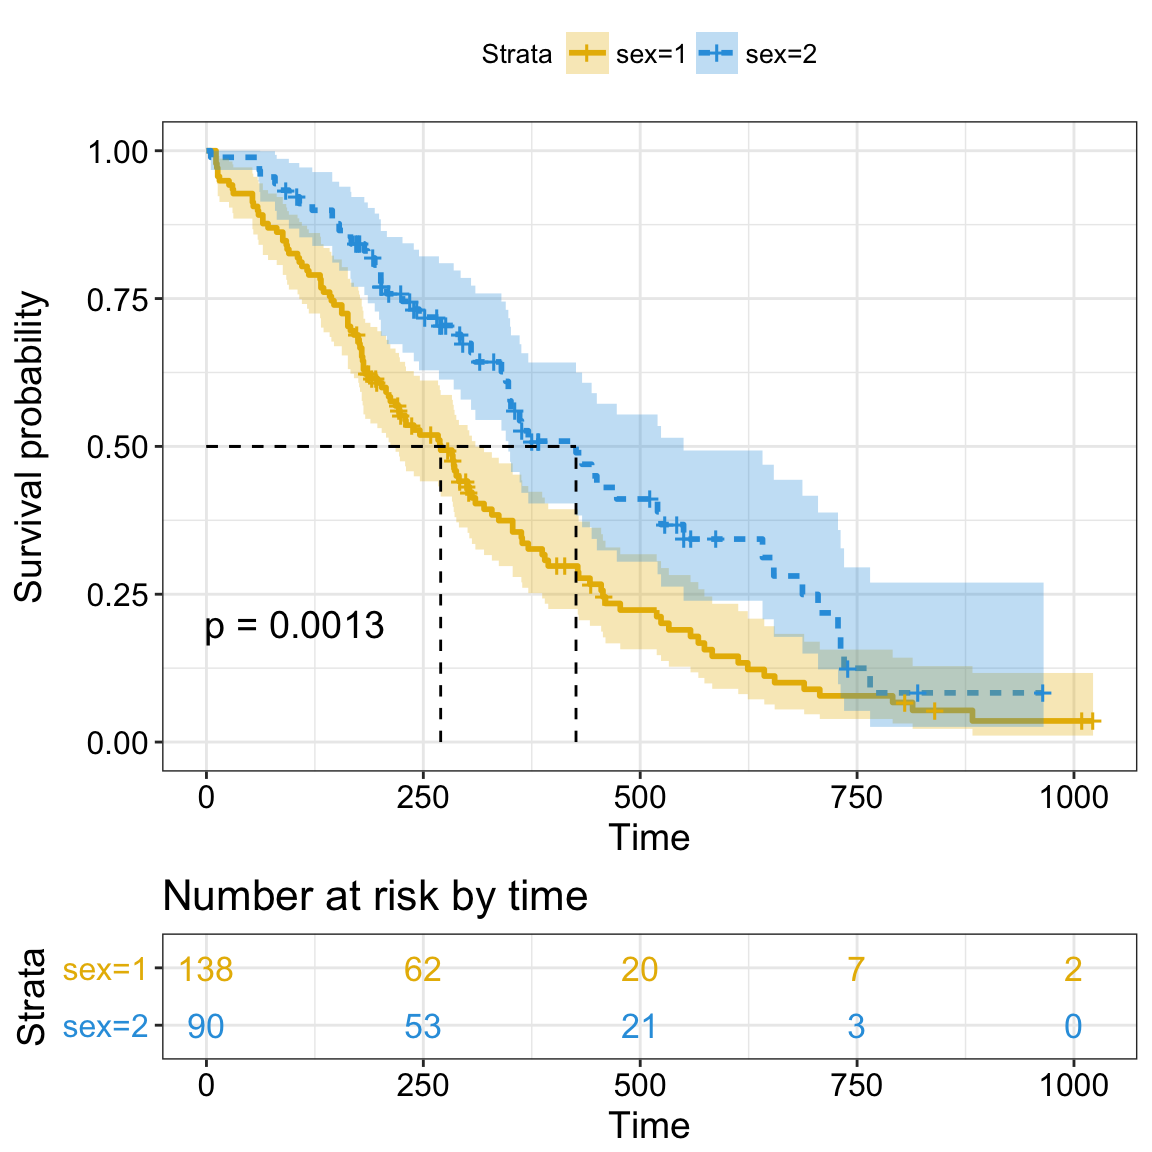 Strata sex=1 sex=2
Survival probability
1.00
0.75
0.50
0.25
0.00
p = 0.0013
0 250 500 750 1000
Time
Number at risk by time
Strata
sex=1 138 62 20 7 2
sex=2 90 53 21 3 0
0 250 500 750 1000
Time